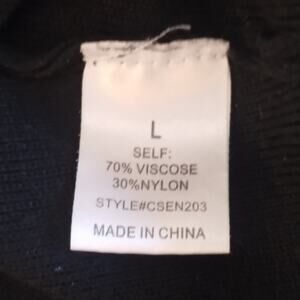 L
SELF:
70% VISCOSE
30%NYLON
STYLE#CSEN203
MADE IN CHINA